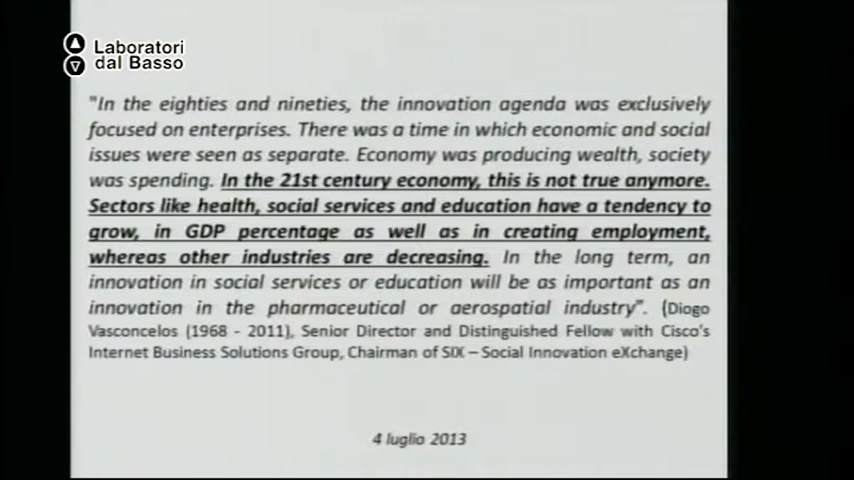 Laboratori
dal Basso
"In the eighties and nineties, the innovation agenda was exclusively
focused on enterprises. There was a time in which economic and social
issues were seen as separate. Economy was producing wealth, society
was spending. In the 21st century economy, this is not true anymore.
Sectors like health, social services and education have a tendency to
grow, in GDP percentage as well as in creating employment,
whereas other industries are decreasing. In the long term, an
innovation in social services or education will be as important as an
innovation in the pharmaceutical or aerospatial industry". (Diogo
Vasconcelos (1968 - 2011), Senior Director and Distinguished Fellow with Cisco's
Internet Business Solutions Group, Chairman of SIX – Social Innovation eXchange)
4 luglio 2013